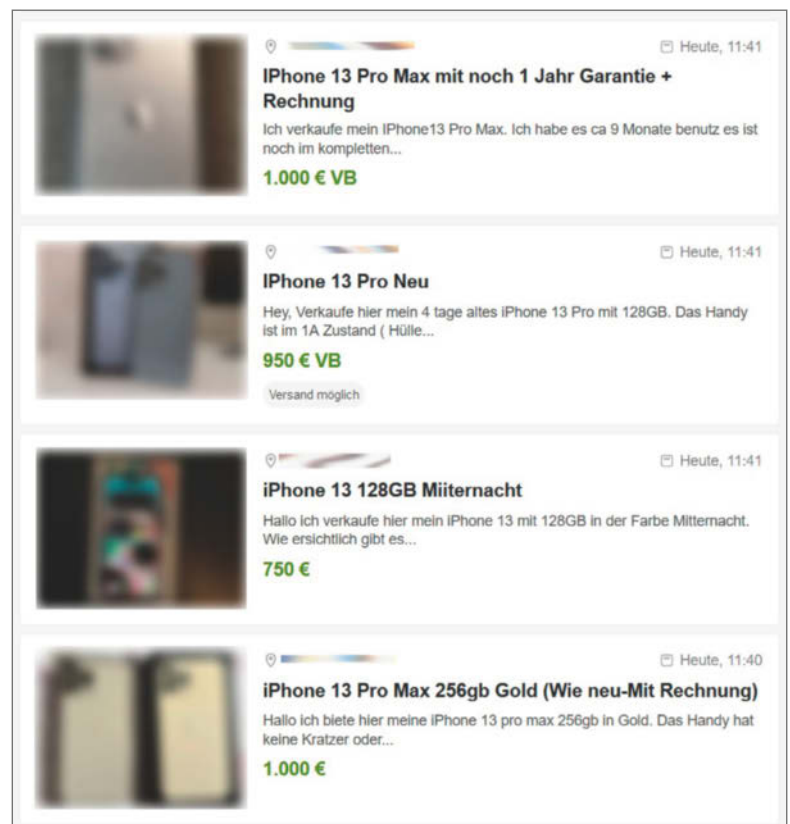 Heute, 11:41
IPhone 13 Pro Max mit noch 1 Jahr Garantie +
Rechnung
Ich verkaufe mein IPhone13 Pro Max. Ich habe es ca 9 Monate benutz es ist
noch im kompletten...
1.000 € VB
Heute, 11:41
IPhone 13 Pro Neu
Hey, Verkaufe hier mein 4 tage altes iPhone 13 Pro mit 128GB. Das Handy
ist im 1A Zustand ( Hülle...
950 € VB
Versand möglich
Heute, 11:41
iPhone 13 128GB Miiternacht
Hallo ich verkaufe hier mein iPhone 13 mit 128GB in der Farbe Mitternacht.
Wie ersichtlich gibt es...
750 €
Heute, 11:40
iPhone 13 Pro Max 256gb Gold (Wie neu-Mit Rechnung)
Hallo ich biete hier meine iPhone 13 pro max 256gb in Gold. Das Handy hat
keine Kratzer oder...
1.000 €